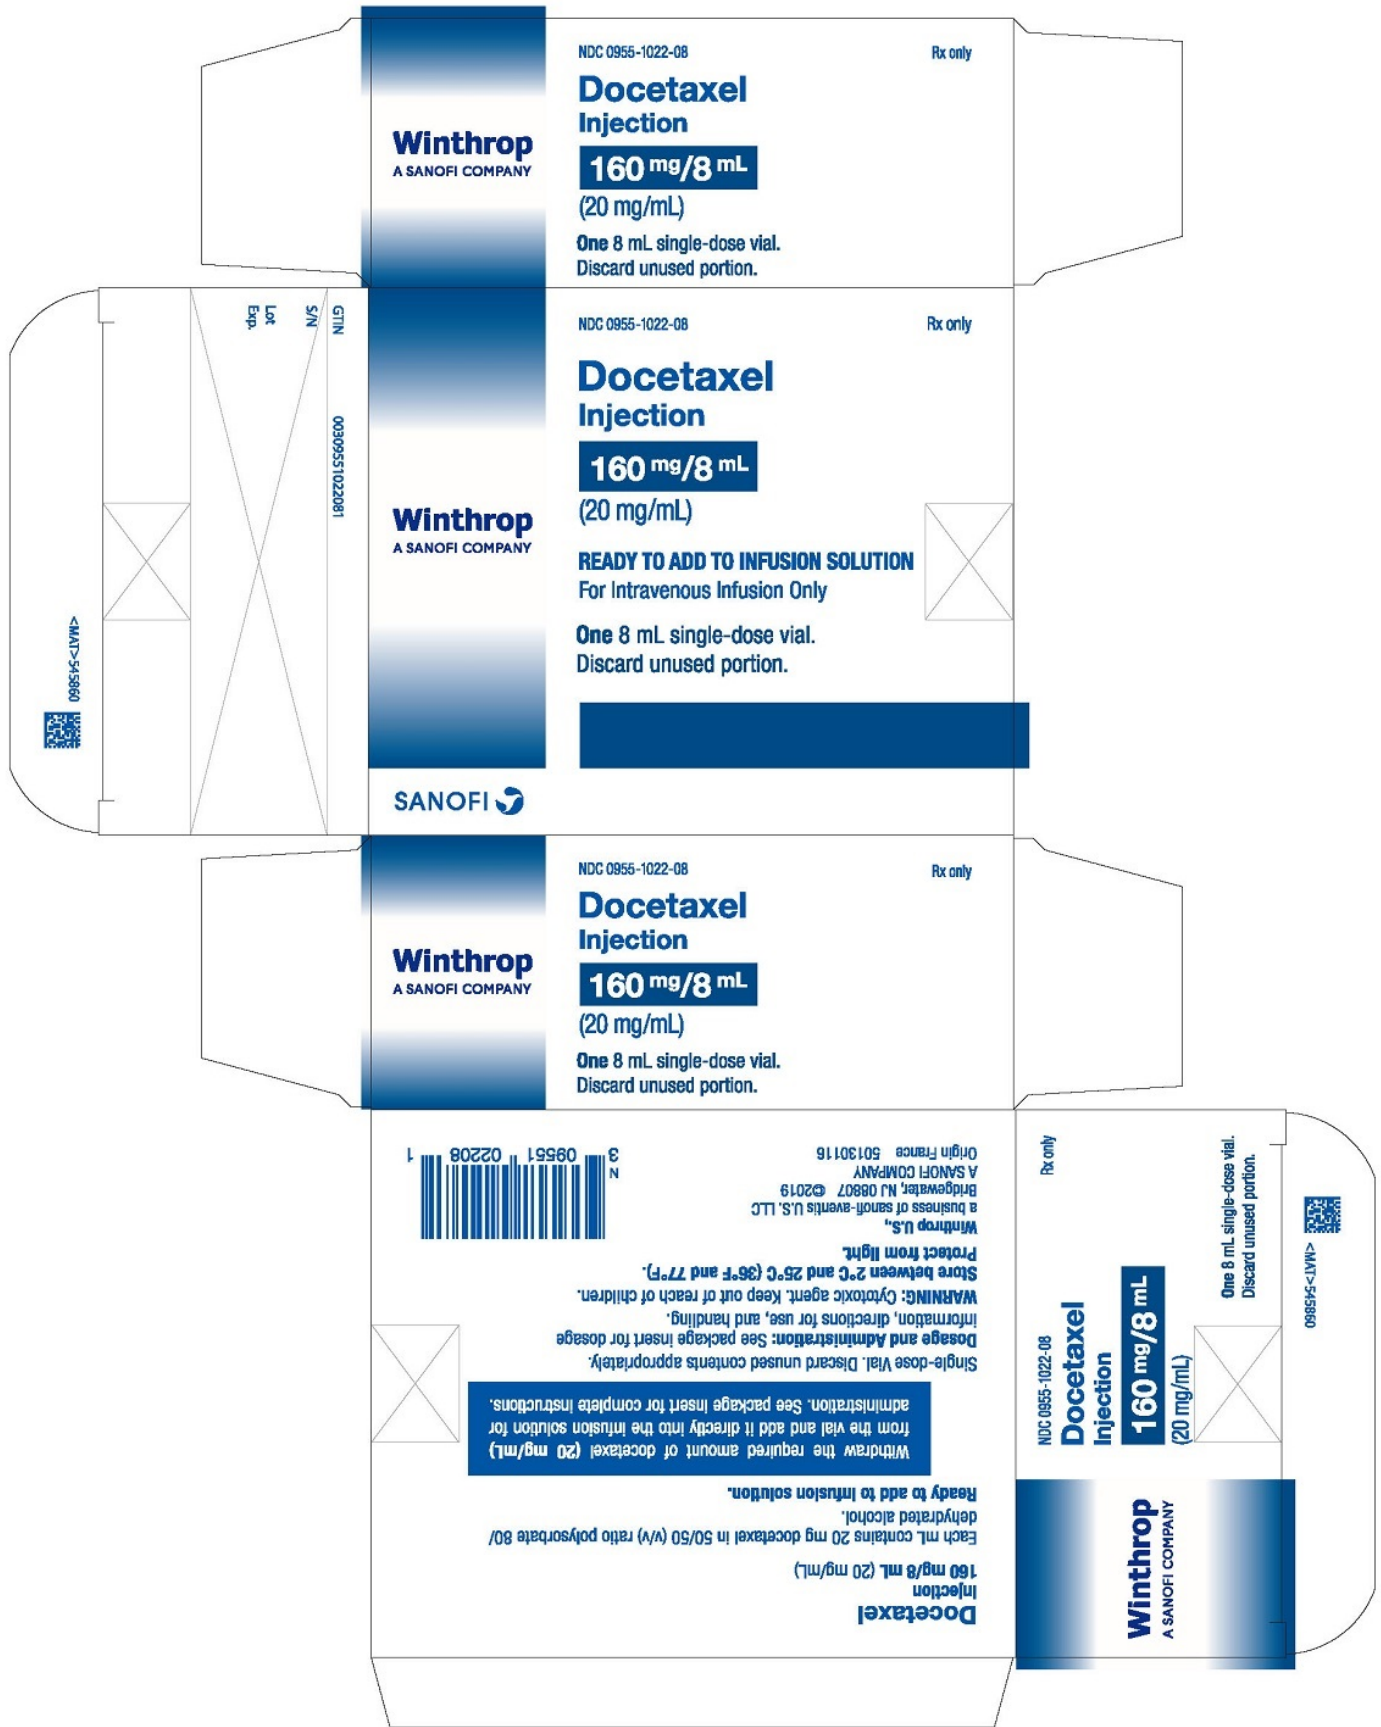 NDC 0955-1022-08
Rx only
Docetaxel
Injection
160 mg/8 mL
(20 mg/mL)
One 8 mL single-dose vial.
Discard unused portion.
Winthrop
A SANOFI COMPANY
GTIN 00309551022081
S/N
Lot
Exp.
<MAT>545860
NDC 0955-1022-08
Rx only
Docetaxel
Injection
160 mg/8 mL
(20 mg/mL)
READY TO ADD TO INFUSION SOLUTION
For Intravenous Infusion Only
One 8 mL single-dose vial.
Discard unused portion.
Winthrop
A SANOFI COMPANY
SANOFI
NDC 0955-1022-08
Rx only
Docetaxel
Injection
160 mg/8 mL
(20 mg/mL)
One 8 mL single-dose vial.
Discard unused portion.
Winthrop
A SANOFI COMPANY
Docetaxel
Injection
160 mg/8 mL (20 mg/mL)
Each mL contains 20 mg docetaxel in 50/50 (v/v) ratio polysorbate 80/
dehydrated alcohol.
Ready to add to infusion solution.
Withdraw the required amount of docetaxel (20 mg/mL)
from the vial and add it directly into the infusion solution for
administration. See package insert for complete instructions.
Single-dose Vial. Discard unused contents appropriately.
Dosage and Administration: See package insert for dosage
information, directions for use, and handling.
WARNING: Cytotoxic agent. Keep out of reach of children.
Store between 2°C and 25°C (36°F and 77°F).
Protect from light.
Winthrop U.S.,
a business of sanofi-aventis U.S. LLC
Bridgewater, NJ 08807 ©2019
A SANOFI COMPANY
Origin France 50130116
N
3 09551 02208 1
NDC 0955-1022-08
Rx only
Docetaxel
Injection
160 mg/8 mL
(20 mg/mL)
One 8 mL single-dose vial.
Discard unused portion.
Winthrop
A SANOFI COMPANY
<MAT>545860